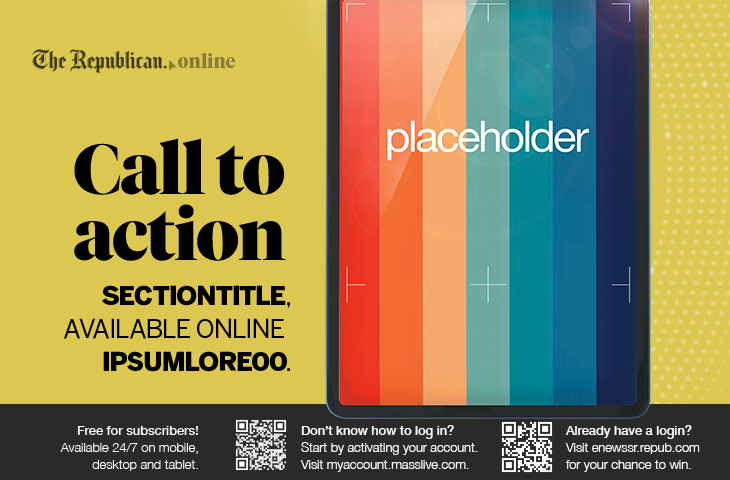 The Republican. online
placeholder
Call to
action
SECTIONTITLE,
AVAILABLE ONLINE
IPSUMLORE00.
Free for subscribers!
Available 24/7 on mobile,
desktop and tablet.
Don't know how to log in?
Start by activating your account.
Visit myaccount.masslive.com.
Already have a login?
Visit enewssr.repub.com
for your chance to win.